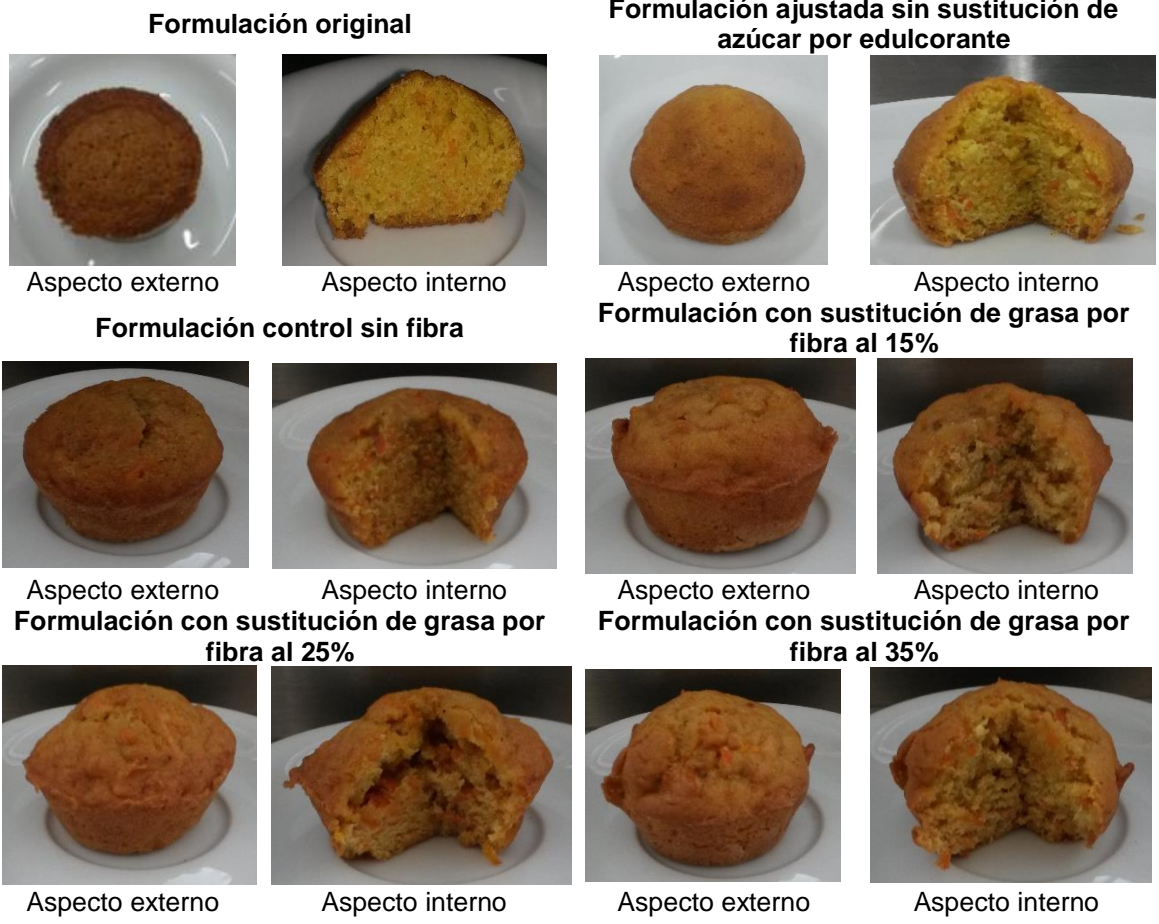 Formulación original
Formulación ajustada sin sustitución de
azúcar por edulcorante
Aspecto externo
Aspecto interno
Aspecto externo
Aspecto interno
Formulación control sin fibra
Formulación con sustitución de grasa por
fibra al 15%
Aspecto externo
Aspecto interno
Aspecto externo
Aspecto interno
Formulación con sustitución de grasa por
fibra al 25%
Formulación con sustitución de grasa por
fibra al 35%
Aspecto externo
Aspecto interno
Aspecto externo
Aspecto interno